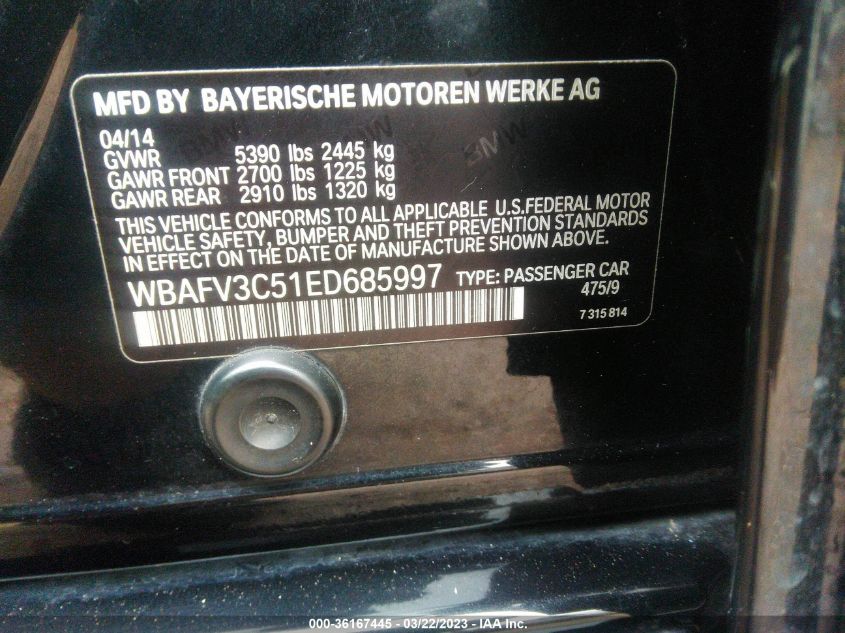 MFD BY BAYERISCHE MOTOREN WERKE AG
04/14
GVWR 5390 lbs 2445 kg
GAWR FRONT 2700 lbs 1225 kg
GAWR REAR 2910 lbs 1320 kg
THIS VEHICLE CONFORMS TO ALL APPLICABLE U.S.FEDERAL MOTOR
VEHICLE SAFETY, BUMPER AND THEFT PREVENTION STANDARDS
IN EFFECT ON THE DATE OF MANUFACTURE SHOWN ABOVE.
WBAFV3C51ED685997 TYPE: PASSENGER CAR
475/9
7 315 814
BMW
BMW
BMW
000-36167445 - 03/22/2023 - IAA Inc.